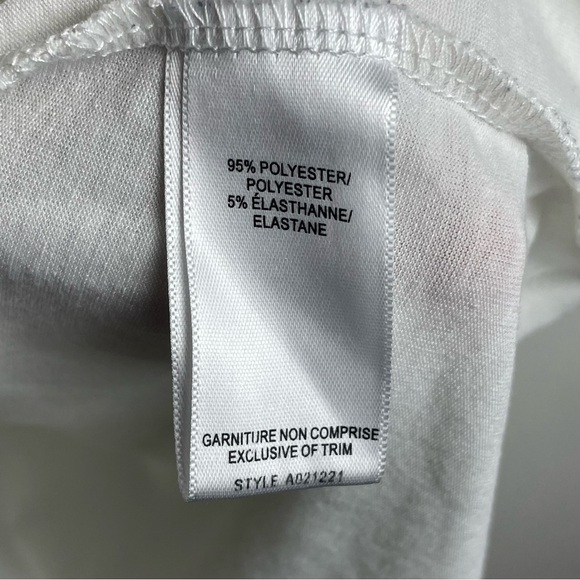 95% POLYESTER/
POLYESTER
5% ÉLASTHANNE/
ELASTANE
GARNITURE NON COMPRISE
EXCLUSIVE OF TRIM
STYLE A021221